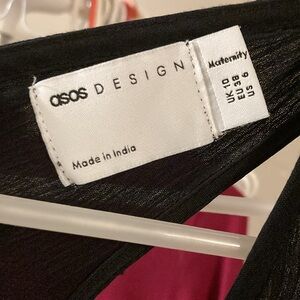 asos DESIGN
Made in India
Maternity
UK 10
EU 38
US 6